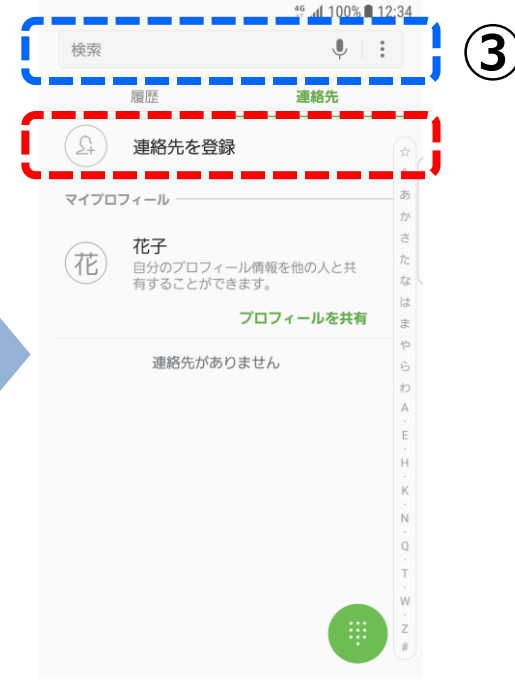 4G 100% 12:34
検索
③
履歴 連絡先
連絡先を登録
マイプロフィール
花
花子
自分のプロフィール情報を他の人と共
有することができます。
プロフィールを共有
連絡先がありません
☆
あ
か
さ
た
な
は
ま
や
ら
わ
A
・
E
・
H
・
K
・
N
・
Q
・
T
・
W
・
Z
#